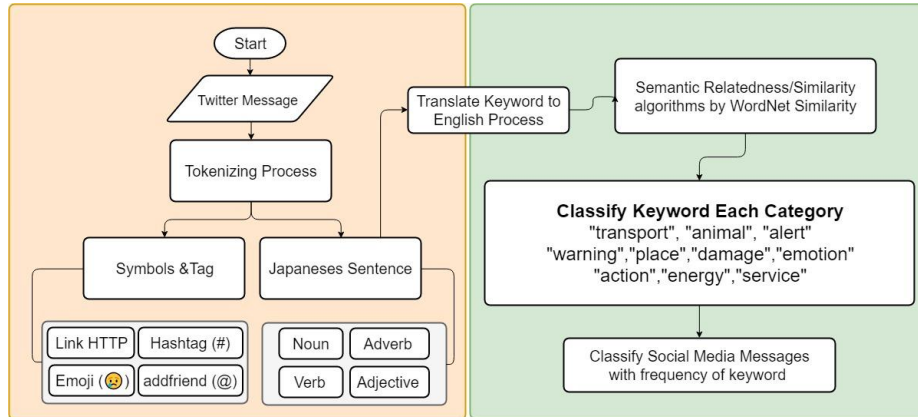 Start
Twitter Message
Tokenizing Process
Symbols &Tag
Japaneses Sentence
Link HTTP
Hashtag (#)
Emoji (😥)
addfriend (@)
Noun
Adverb
Verb
Adjective
Translate Keyword to
English Process
Semantic Relatedness/Similarity
algorithms by WordNet Similarity
Classify Keyword Each Category
"transport", "animal", "alert"
"warning","place","damage","emotion"
"action","energy","service"
Classify Social Media Messages
with frequency of keyword